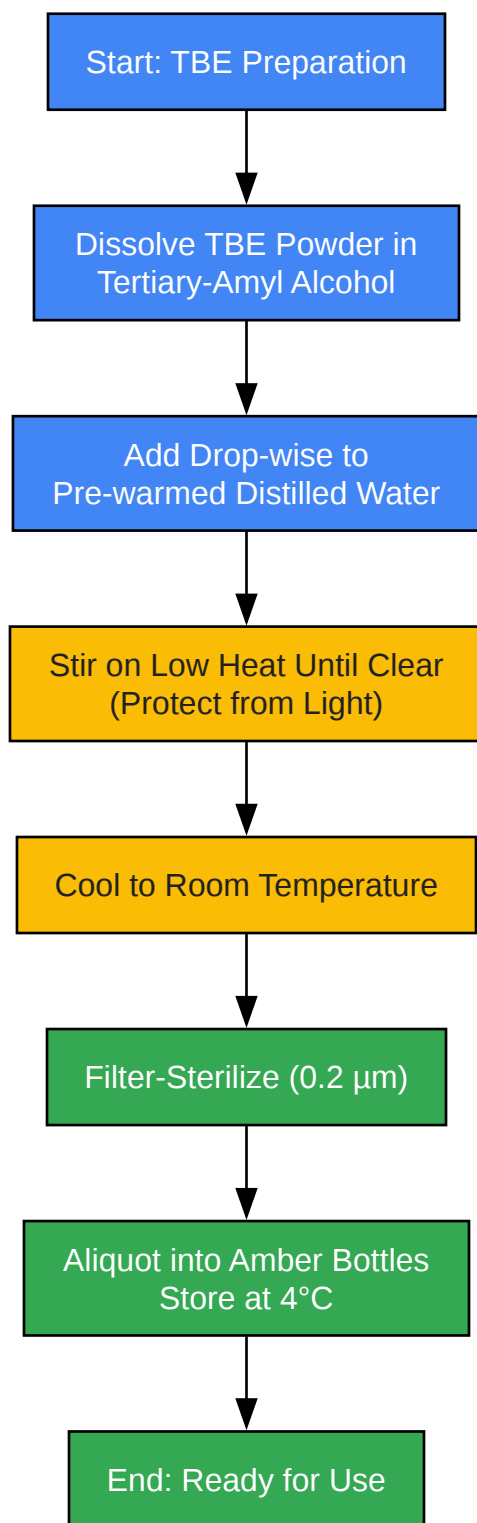 Start: TBE Preparation
Dissolve TBE Powder in
Tertiary-Amyl Alcohol
Add Drop-wise to
Pre-warmed Distilled Water
Stir on Low Heat Until Clear
(Protect from Light)
Cool to Room Temperature
Filter-Sterilize (0.2 µm)
Aliquot into Amber Bottles
Store at 4°C
End: Ready for Use